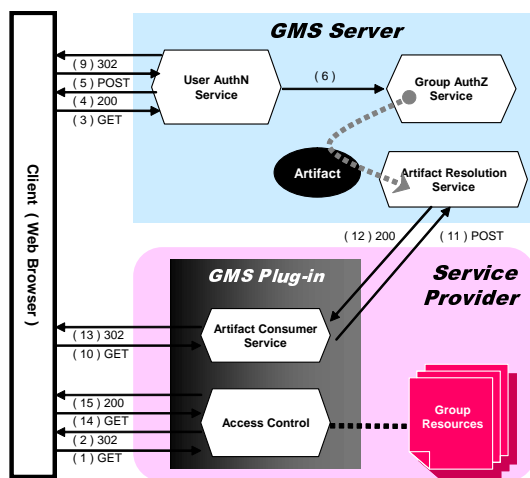 GMS Server
( 9 ) 302
( 5 ) POST
( 4 ) 200
( 3 ) GET
User AuthN
Service
( 6 )
Group AuthZ
Service
Artifact
Artifact Resolution
Service
( 12 ) 200
( 11 ) POST
Client ( Web Browser )
GMS Plug-in
Service
Provider
Artifact Consumer
Service
( 13 ) 302
( 10 ) GET
( 15 ) 200
( 14 ) GET
( 2 ) 302
( 1 ) GET
Access Control
Group
Resources